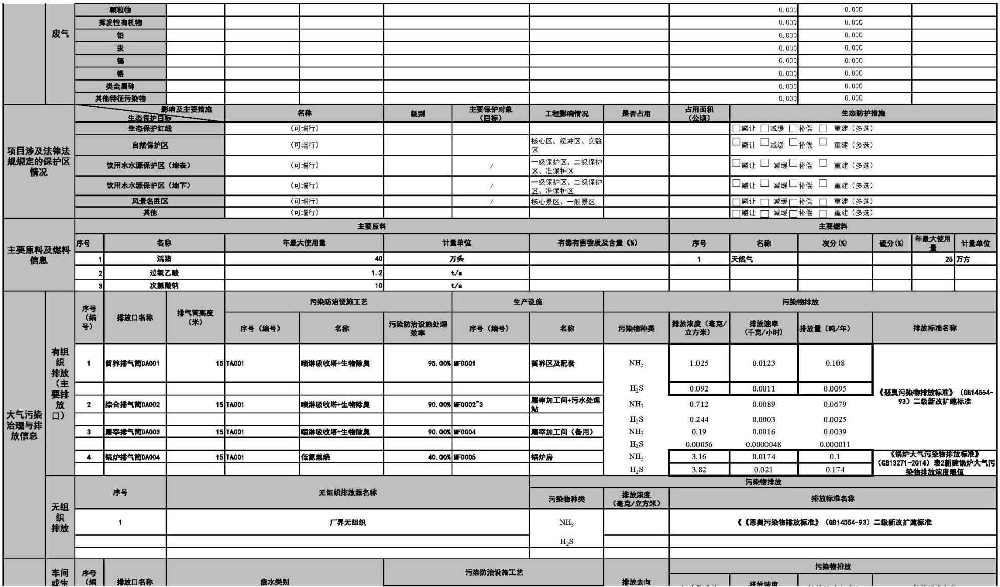 废气
颗粒物 0.000 0.000
挥发性有机物 0.000 0.000
铅 0.000 0.000
汞 0.000 0.000
镉 0.000 0.000
铬 0.000 0.000
类金属砷 0.000 0.000
其他特征污染物 0.000 0.000
项目涉及法律法
规规定的保护区
情况
影响及主要措施
生态保护目标
名称 级别 主要保护对象
(目标) 工程影响情况 是否占用 占用面积
(公顷) 生态防护措施
生态保护红线 (可增行) □避让 □减缓 □补偿 □ 重建(多选)
自然保护区 (可增行) 核心区、缓冲区、实验
区 □避让 □减缓 □补偿 □ 重建(多选)
饮用水水源保护区(地表) (可增行) / 一级保护区、二级保护
区、准保护区 □避让 □ 减缓□补偿 □ 重建(多选)
饮用水水源保护区(地下) (可增行) / 一级保护区、二级保护
区、准保护区 □避让 □ 减缓□补偿 □ 重建(多选)
风景名胜区 (可增行) / 核心景区、一般景区 □避让 □ 减缓□补偿 □ 重建(多选)
其他 (可增行) □避让 □ 减缓□补偿 □ 重建(多选)
主要原料及燃料
信息
主要原料 主要燃料
序号 名称 年最大使用量 计量单位 有毒有害物质及含量(%) 序号 名称 灰分(%) 硫分(%) 年最大使用
量 计量单位
1 活猪 40 万头 1 天然气 25 万方
2 过氧乙酸 1.2 t/a
3 次氯酸钠 10 t/a
大气污染
治理与排
放信息
有组
织
排放
(主
要排
放
口)
序号
(编
号) 排放口名称 排气筒高度
(米) 污染防治设施工艺 生产设施 污染物排放
序号(编号) 名称 污染防治设施处理
效率 序号(编号) 名称 污染物种类 排放浓度(毫克/
立方米) 排放速率
(千克/小时) 排放量(吨/年) 排放标准名称
1 暂养排气筒DA001 15 TA001 喷淋吸收塔+生物除臭 95.00% MF0001 暂养区及配套 NH₃ 1.025 0.0123 0.108
H₂S 0.092 0.0011 0.0095
《恶臭污染物排放标准》(GB14554-
93)二级新改扩建标准
2 综合排气筒DA002 15 TA001 喷淋吸收塔+生物除臭 90.00% MF0002~3 屠宰加工间+污水处理
站 NH₃ 0.712 0.0089 0.0679
H₂S 0.244 0.0003 0.0025
3 屠宰排气筒DA003 15 TA001 喷淋吸收塔+生物除臭 90.00% MF0004 屠宰加工间(备用) NH₃ 0.19 0.0016 0.0039
H₂S 0.00056 0.0000048 0.000011
4 锅炉排气筒DA004 15 TA001 低氮燃烧 40.00% MF0005 锅炉房 NH₃ 3.16 0.0174 0.1
H₂S 3.82 0.021 0.174
《锅炉大气污染物排放标准》
(GB13271-2014)表2新建锅炉大气污
染物排放浓度限值
无组
织
排放
序号 无组织排放源名称 污染物排放
污染物种类 排放浓度
(毫克/立方米) 排放标准名称
1 厂界无组织 NH₃ 《《恶臭污染物排放标准》(GB14554-93)二级新改扩建标准
H₂S
车间
或生
序号
(编 排放口名称 废水类别 污染防治设施工艺 排放去向 污染物排放
排放浓度